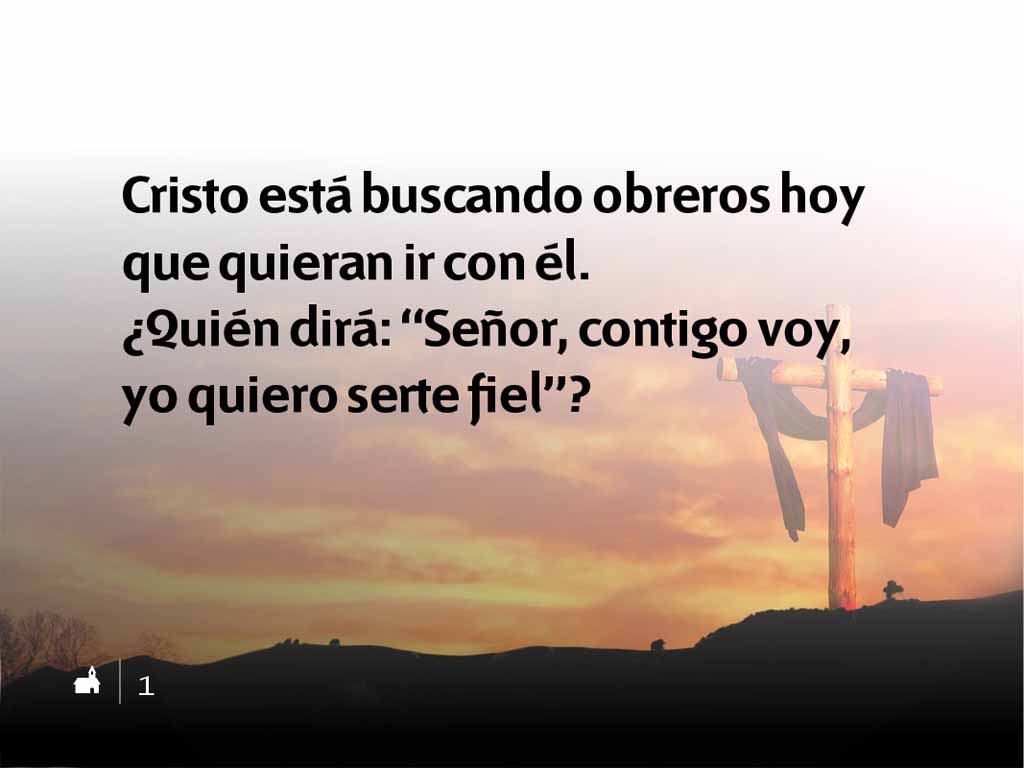 Cristo está buscando obreros hoy
que quieran ir con él.
¿Quién dirá: “Señor, contigo voy,
yo quiero serte fiel”?
1